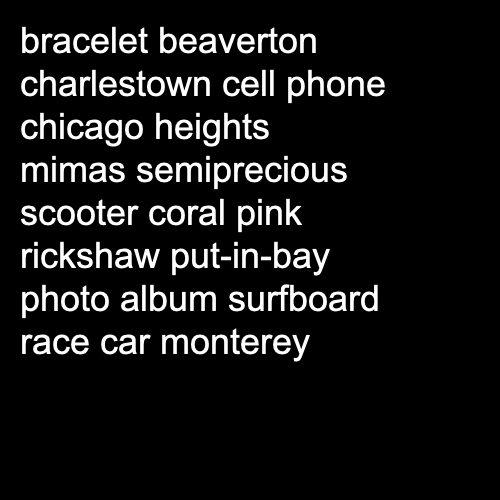 bracelet beaverton
charlestown cell phone
chicago heights
mimas semiprecious
scooter coral pink
rickshaw put-in-bay
photo album surfboard
race car monterey